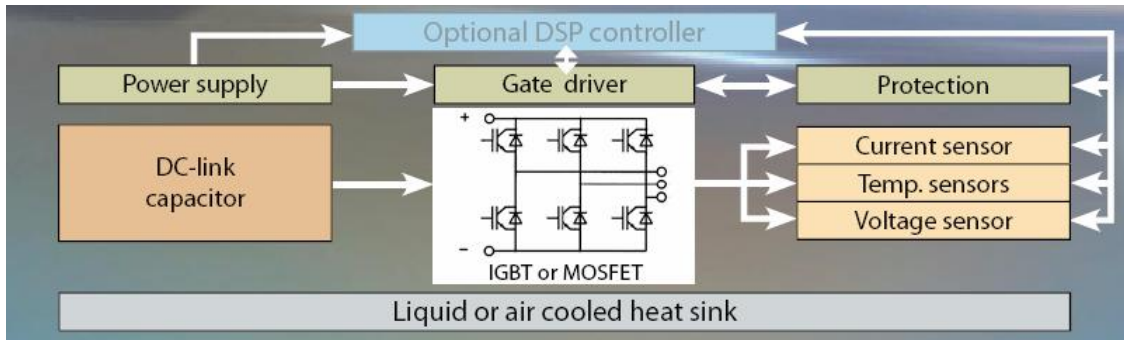 Optional DSP controller
Power supply
Gate driver
Protection
DC-link
capacitor
+
−
IGBT or MOSFET
Current sensor
Temp. sensors
Voltage sensor
Liquid or air cooled heat sink